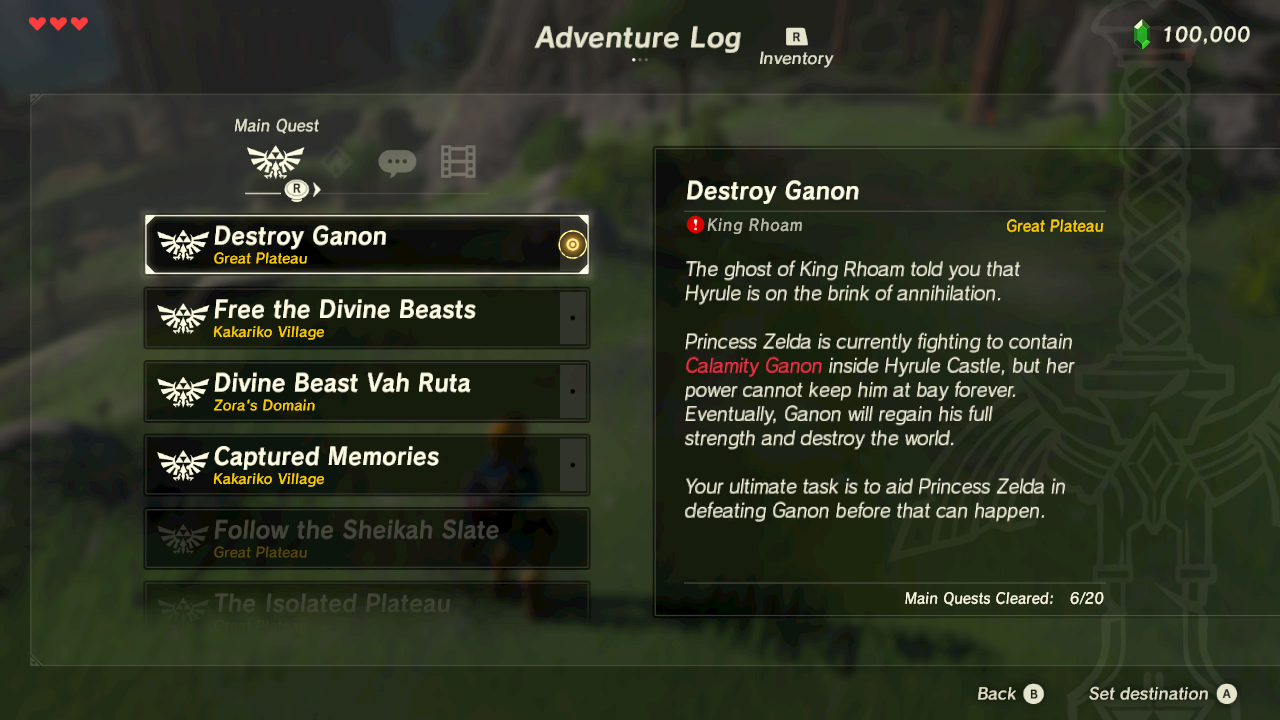 Adventure Log
R
Inventory
100,000
Main Quest
R
Destroy Ganon
Great Plateau
Free the Divine Beasts
Kakariko Village
Divine Beast Vah Ruta
Zora's Domain
Captured Memories
Kakariko Village
Follow the Sheikah Slate
Great Plateau
The Isolated Plateau
Great Plateau
Destroy Ganon
King Rhoam
Great Plateau
The ghost of King Rhoam told you that
Hyrule is on the brink of annihilation.
Princess Zelda is currently fighting to contain
Calamity Ganon inside Hyrule Castle, but her
power cannot keep him at bay forever.
Eventually, Ganon will regain his full
strength and destroy the world.
Your ultimate task is to aid Princess Zelda in
defeating Ganon before that can happen.
Main Quests Cleared: 6/20
Back B
Set destination A